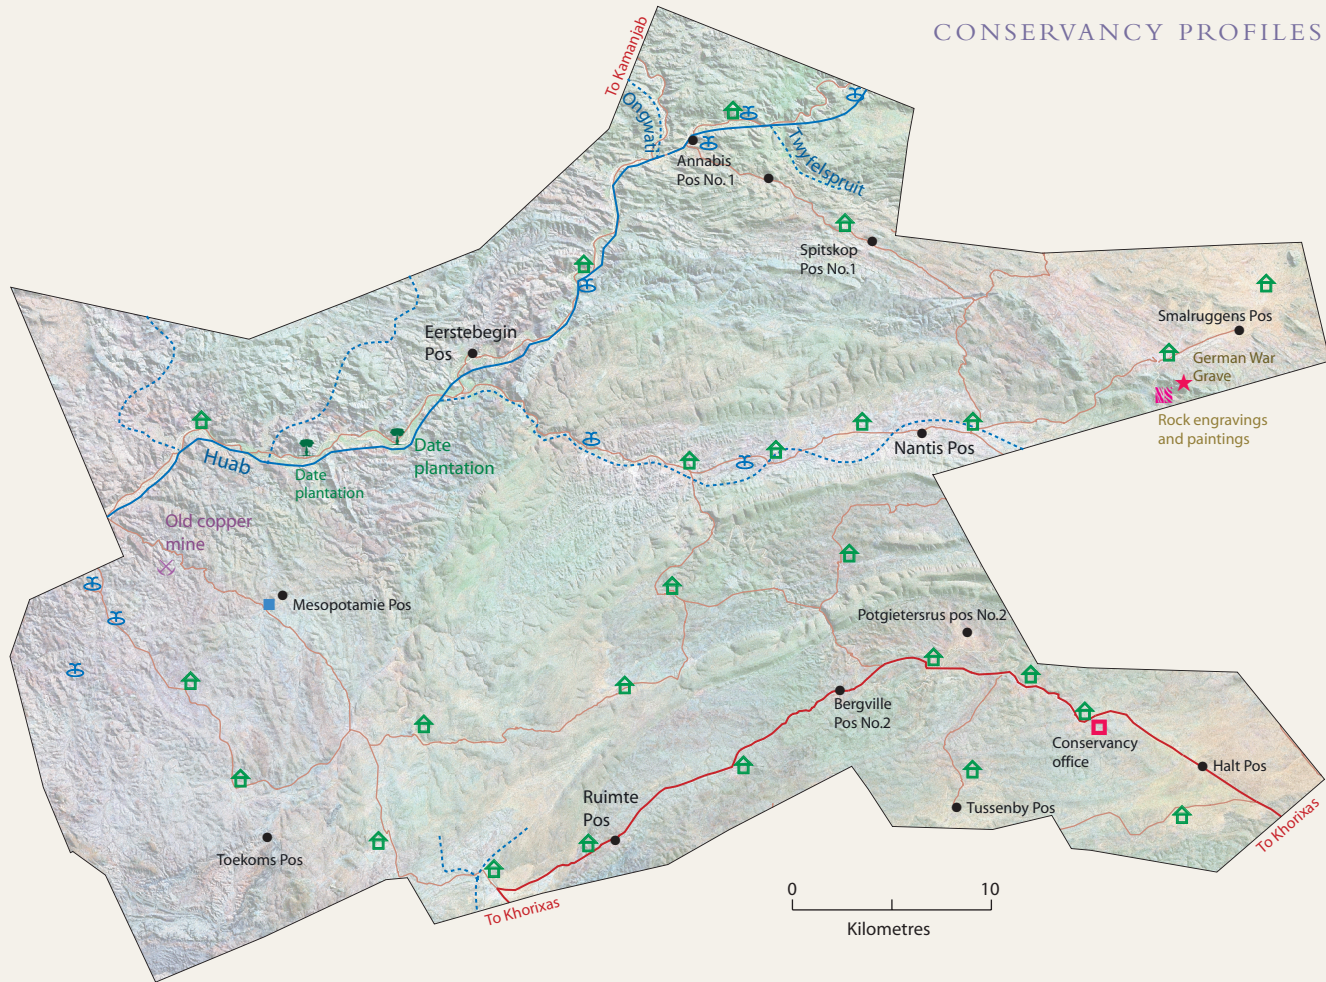 CONSERVANCY PROFILES
To Kamanjab
Ongwati
Twyfelspruit
Annabis
Pos No. 1
Spitskop
Pos No.1
Smalruggens Pos
German War
Grave
Rock engravings
and paintings
Eerstebegin
Pos
Nantis Pos
Huab
Date
plantation
Date
plantation
Old copper
mine
Mesopotamie Pos
Potgietersrus pos No.2
Bergville
Pos No.2
Conservancy
office
Halt Pos
Ruimte
Pos
Tussenby Pos
Toekoms Pos
To Khorixas
To Khorixas
0 10
Kilometres